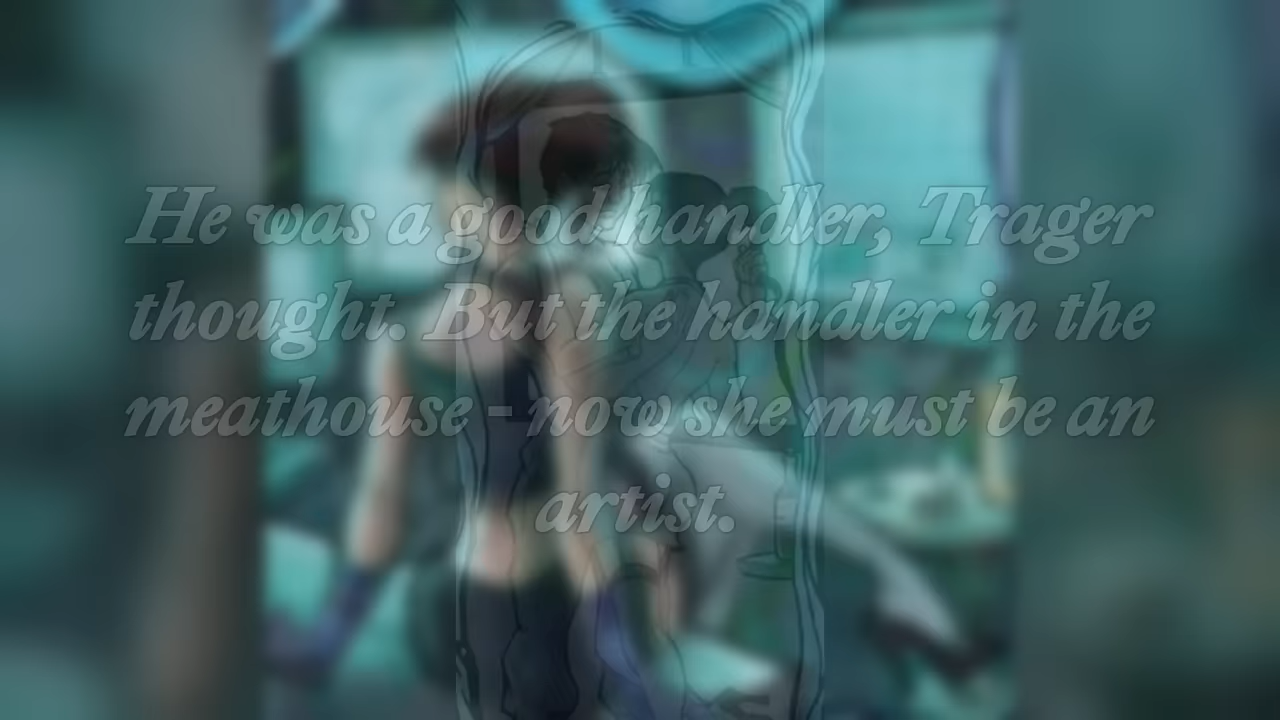 He was a good handler, Trager
thought. But the handler in the
meathouse - now she must be an
artist.